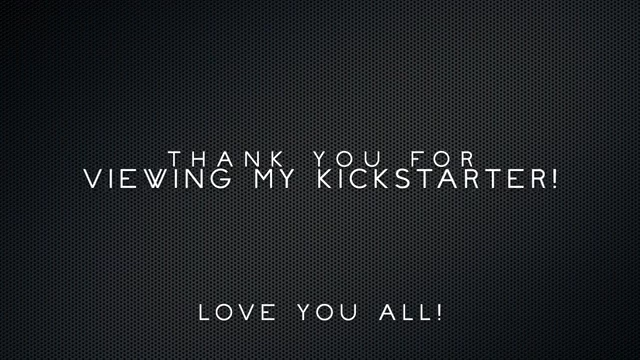 THANK YOU FOR
VIEWING MY KICKSTARTER!
LOVE YOU ALL!